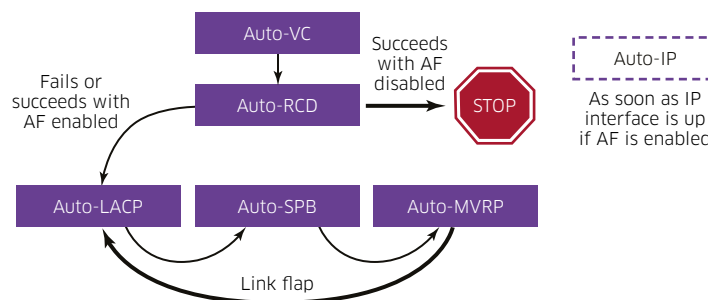 Auto-VC
Succeeds
with AF
disabled
Auto-IP
Fails or
succeeds with
AF enabled
Auto-RCD
STOP
As soon as IP
interface is up
if AF is enabled
Auto-LACP
Auto-SPB
Auto-MVRP
Link flap